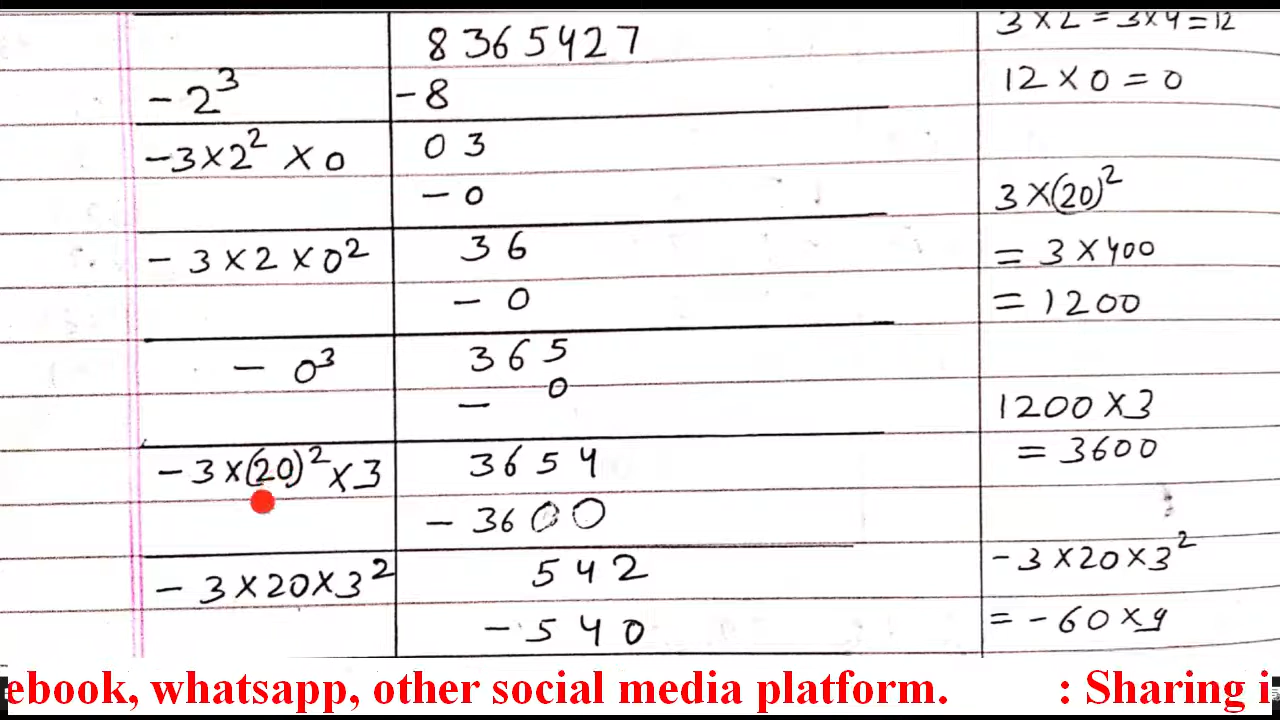 8 3 6 5 4 2 7
3 × 2 = 3 × 4 = 12
- 2³
- 8
12 × 0 = 0
- 3 × 2² × 0
0 3
- 0
3 × (20)²
- 3 × 2 × 0²
3 6
= 3 × 400
- 0
= 1200
- 0³
3 6 5
- 0
1200 × 3
= 3600
- 3 × (20)² × 3
3 6 5 4
- 3 6 0 0
- 3 × 20 × 3²
5 4 2
- 3 × 20 × 3²
- 5 4 0
= - 60 × 9
ebook, whatsapp, other social media platform. : Sharing i